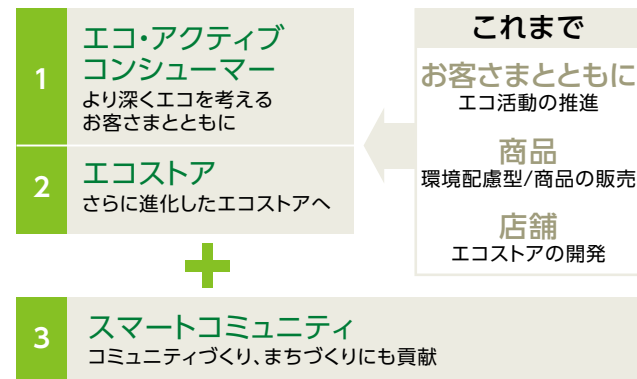 1
エコ・アクティブ
コンシューマー
より深くエコを考える
お客さまとともに
2
エコストア
さらに進化したエコストアへ
これまで
お客さまとともに
エコ活動の推進
商品
環境配慮型/商品の販売
店舗
エコストアの開発
3
スマートコミュニティ
コミュニティづくり、まちづくりにも貢献